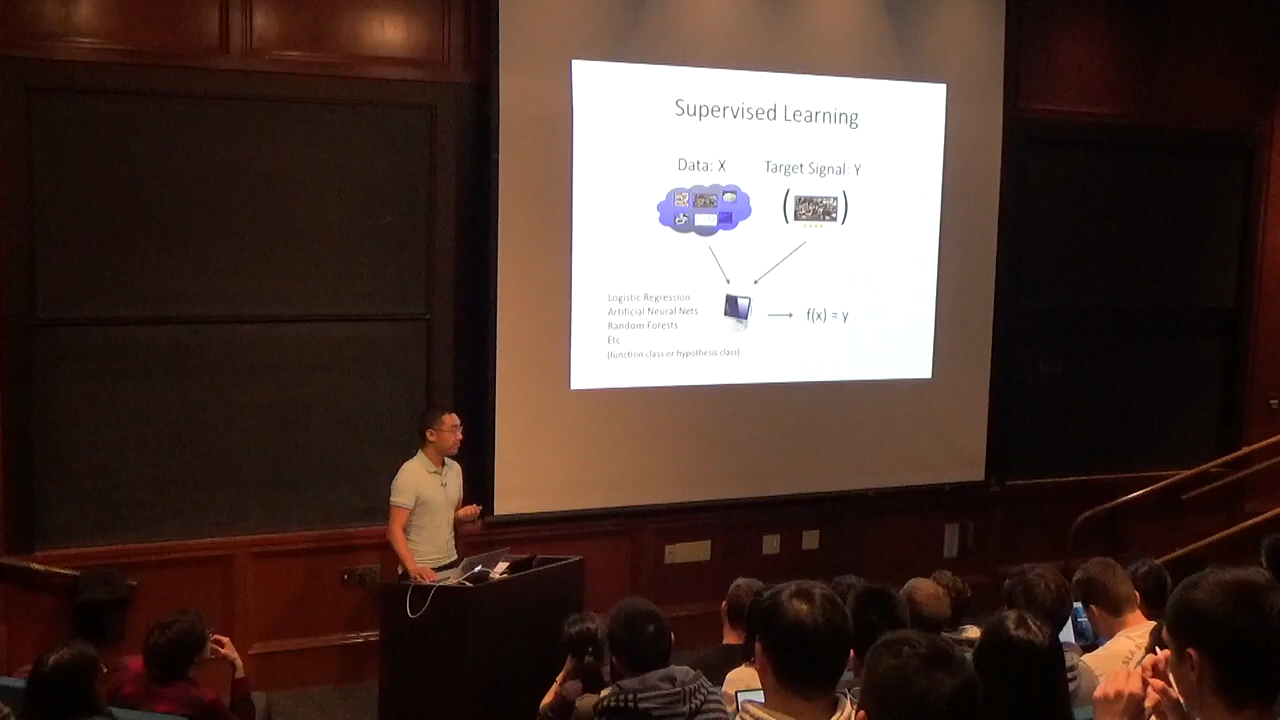 Supervised Learning
Data: X
Target Signal: Y
Logistic Regression
Artificial Neural Nets
Random Forests
Etc
(function class or hypothesis class)
f(x) = y